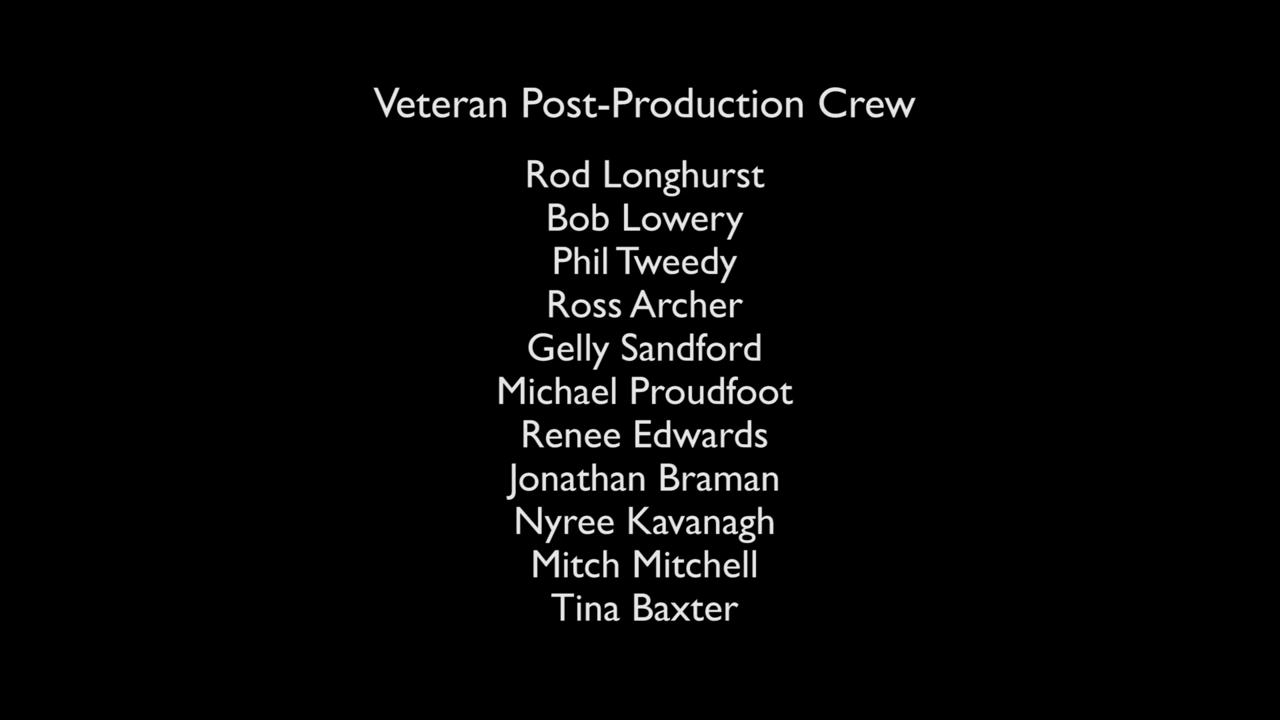 Veteran Post-Production Crew
Rod Longhurst
Bob Lowery
Phil Tweedy
Ross Archer
Gelly Sandford
Michael Proudfoot
Renee Edwards
Jonathan Braman
Nyree Kavanagh
Mitch Mitchell
Tina Baxter